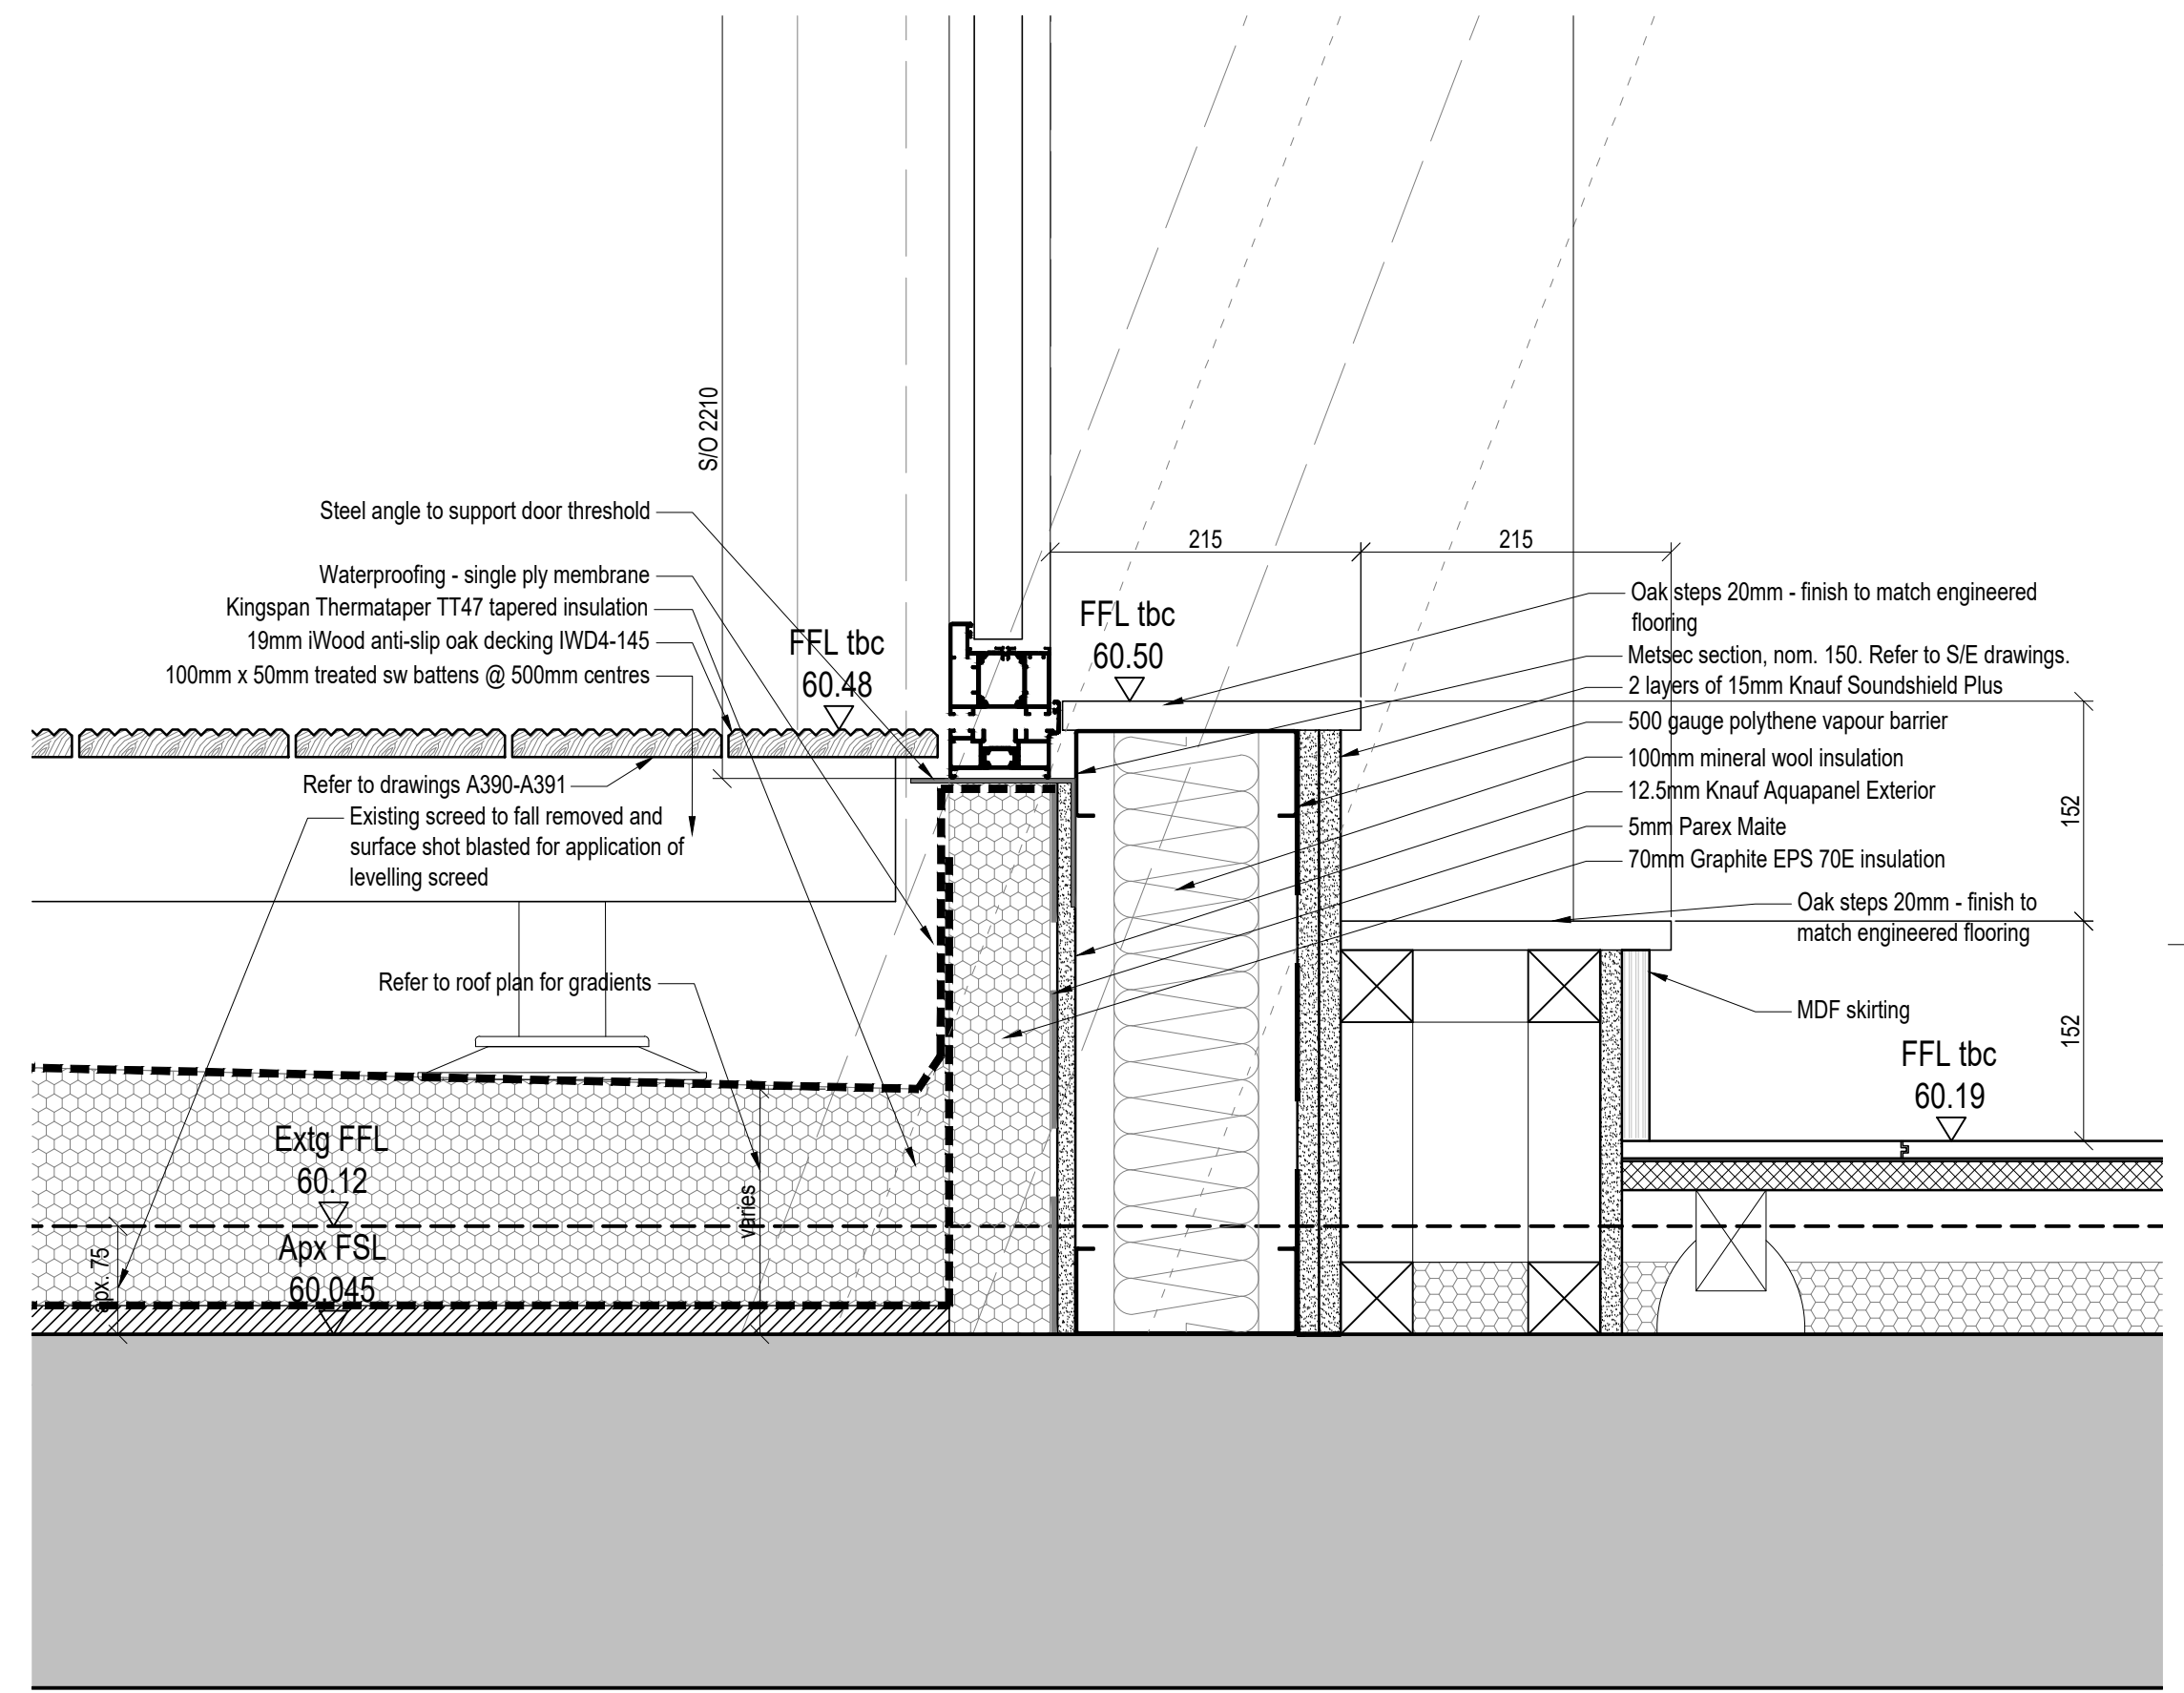 S/O 2210
Steel angle to support door threshold
Waterproofing - single ply membrane
Kingspan Thermataper TT47 tapered insulation
19mm iWood anti-slip oak decking IWD4-145
100mm x 50mm treated sw battens @ 500mm centres
FFL tbc
60.48
Refer to drawings A390-A391
Existing screed to fall removed and
surface shot blasted for application of
levelling screed
Refer to roof plan for gradients
Extg FFL
60.12
Apx FSL
60.045
apx. 75
varies
215
215
FFL tbc
60.50
Oak steps 20mm - finish to match engineered
flooring
Metsec section, nom. 150. Refer to S/E drawings.
2 layers of 15mm Knauf Soundshield Plus
500 gauge polythene vapour barrier
100mm mineral wool insulation
12.5mm Knauf Aquapanel Exterior
5mm Parex Maite
70mm Graphite EPS 70E insulation
Oak steps 20mm - finish to
match engineered flooring
MDF skirting
152
152
FFL tbc
60.19